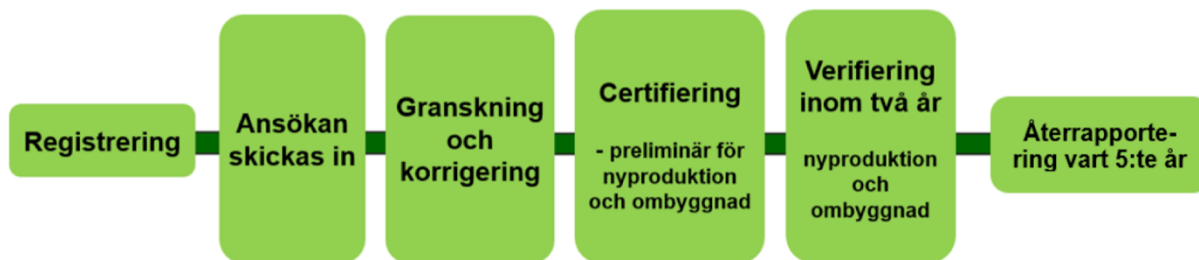 Registrering
Ansökan
skickas in
Granskning
och
korrigering
Certifiering
- preliminär för
nyproduktion
och ombyggnad
Verifiering
inom två år
nyproduktion
och
ombyggnad
Återrapporte-
ring vart 5:te år